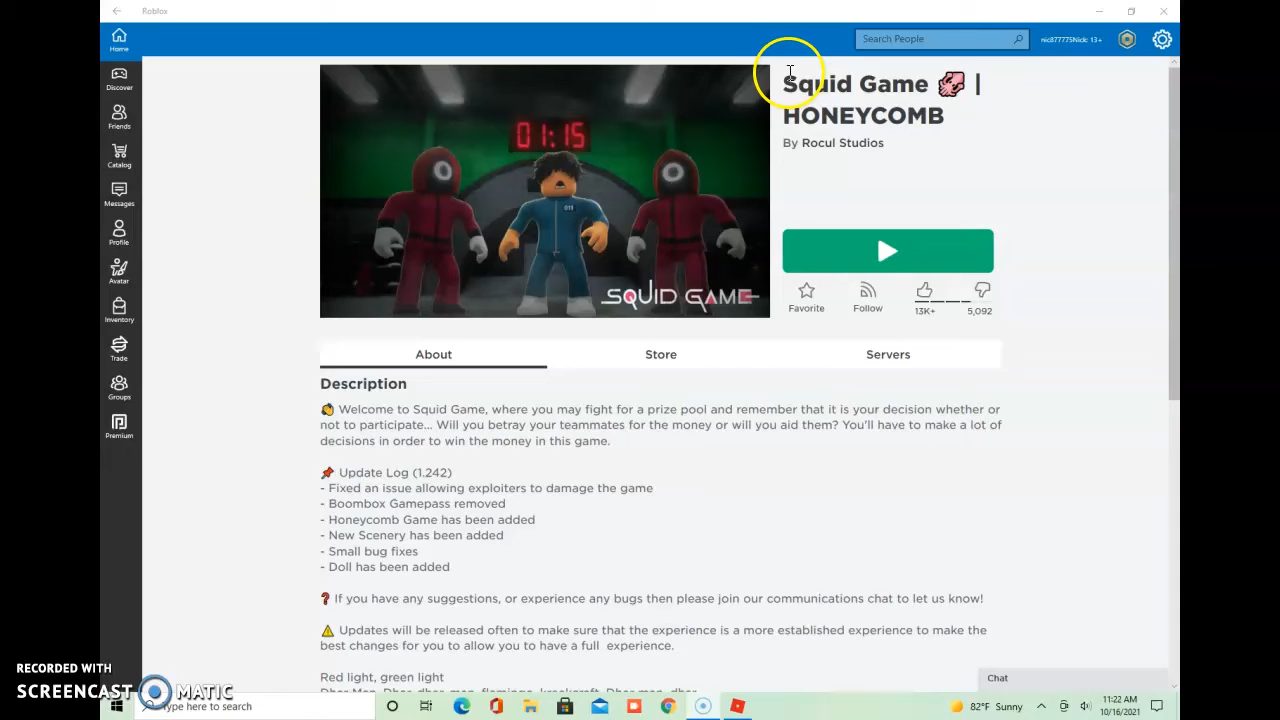 Roblox
Home
Search People
nic877775Nick: 13+
Discover
Friends
Catalog
Messages
Profile
Avatar
Inventory
Trade
Groups
Premium
01:15
011
SQUID GAME
Squid Game 🦑 |
HONEYCOMB
By Rocul Studios
Favorite
Follow
13K+
5,092
About
Store
Servers
Description
👏 Welcome to Squid Game, where you may fight for a prize pool and remember that it is your decision whether or
not to participate... Will you betray your teammates for the money or will you aid them? You'll have to make a lot of
decisions in order to win the money in this game.
📌 Update Log (1.242)
- Fixed an issue allowing exploiters to damage the game
- Boombox Gamepass removed
- Honeycomb Game has been added
- New Scenery has been added
- Small bug fixes
- Doll has been added
❓ If you have any suggestions, or experience any bugs then please join our communications chat to let us know!
⚠️ Updates will be released often to make sure that the experience is a more established experience to make the
best changes for you to allow you to have a full experience.
Red light, green light
Chat
RECORDED WITH
SCREENCAST MATIC
Type here to search
82°F Sunny
11:22 AM
10/16/2021